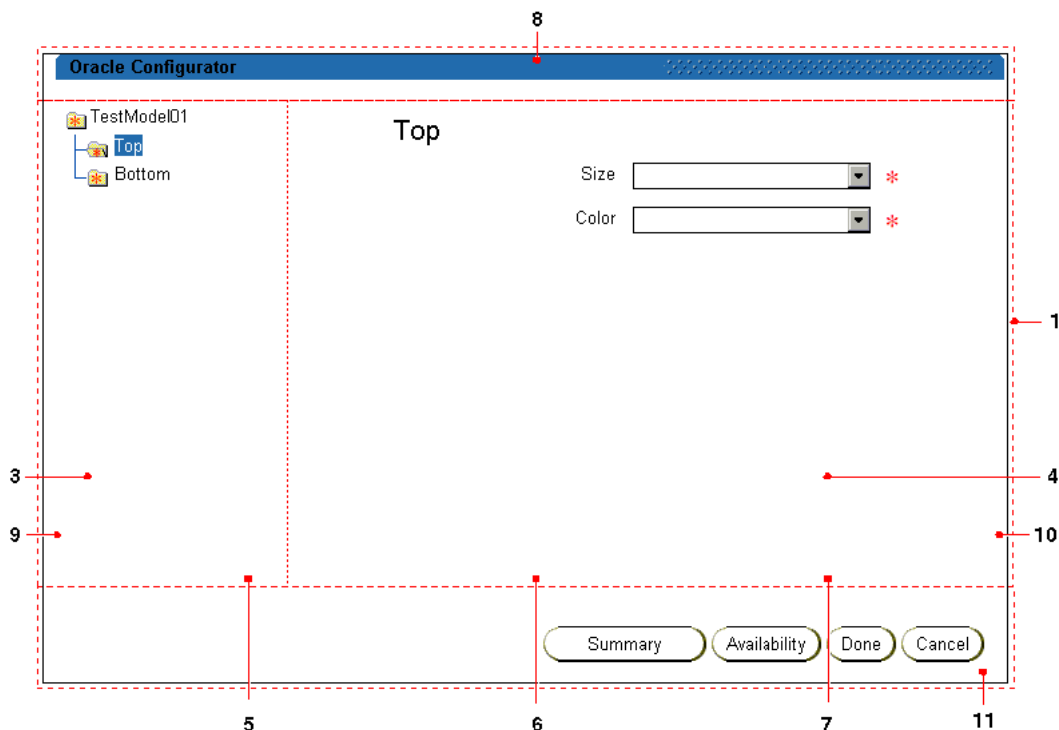 8
Oracle Configurator
TestModel01
Top
Top
Size *
Bottom
Color *
1
3
4
9
10
Summary Availability Done Cancel
5 6 7 11